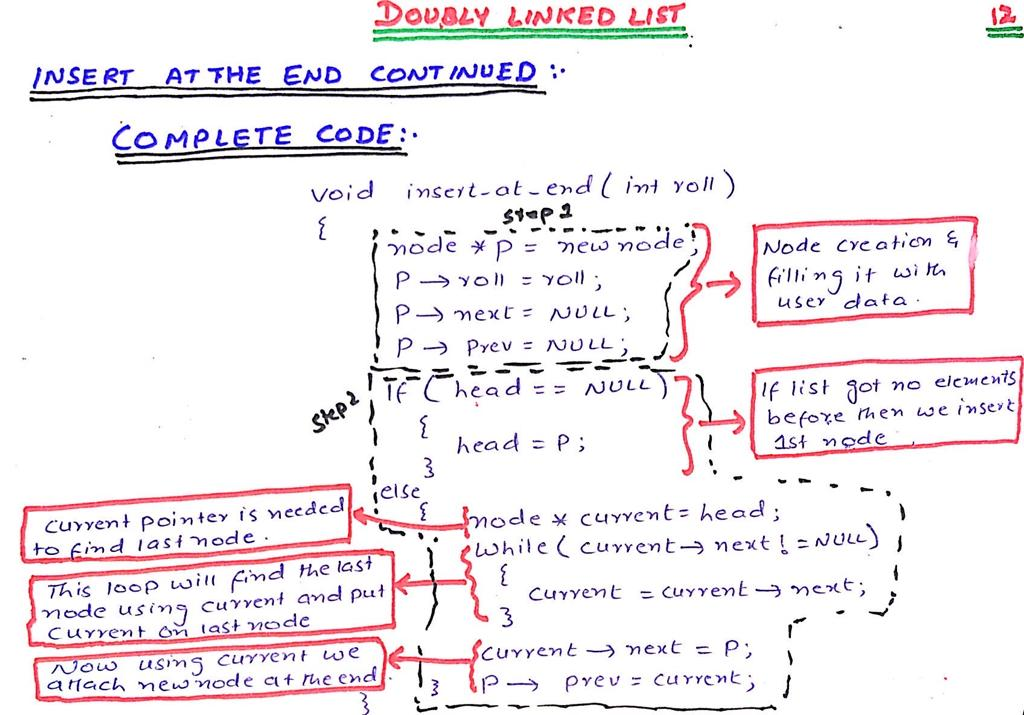 DOUBLY LINKED LIST
12
INSERT AT THE END CONTINUED :.
COMPLETE CODE:.
void insert-at-end ( int roll )
{
Step 1
node * P = new node;
P → roll = roll ;
P → next = NULL ;
P → prev = NULL ;
Node creation &
filling it with
user data .
Step 2
If ( head == NULL )
{
head = P ;
}
If list got no elements
before then we insert
1st node .
else
{
node * current = head ;
Current pointer is needed
to find last node .
while ( current → next != NULL )
{
current = current → next ;
}
This loop will find the last
node using current and put
current on last node
current → next = P ;
P → prev = current ;
Now using current we
attach new node at the end.
}
}